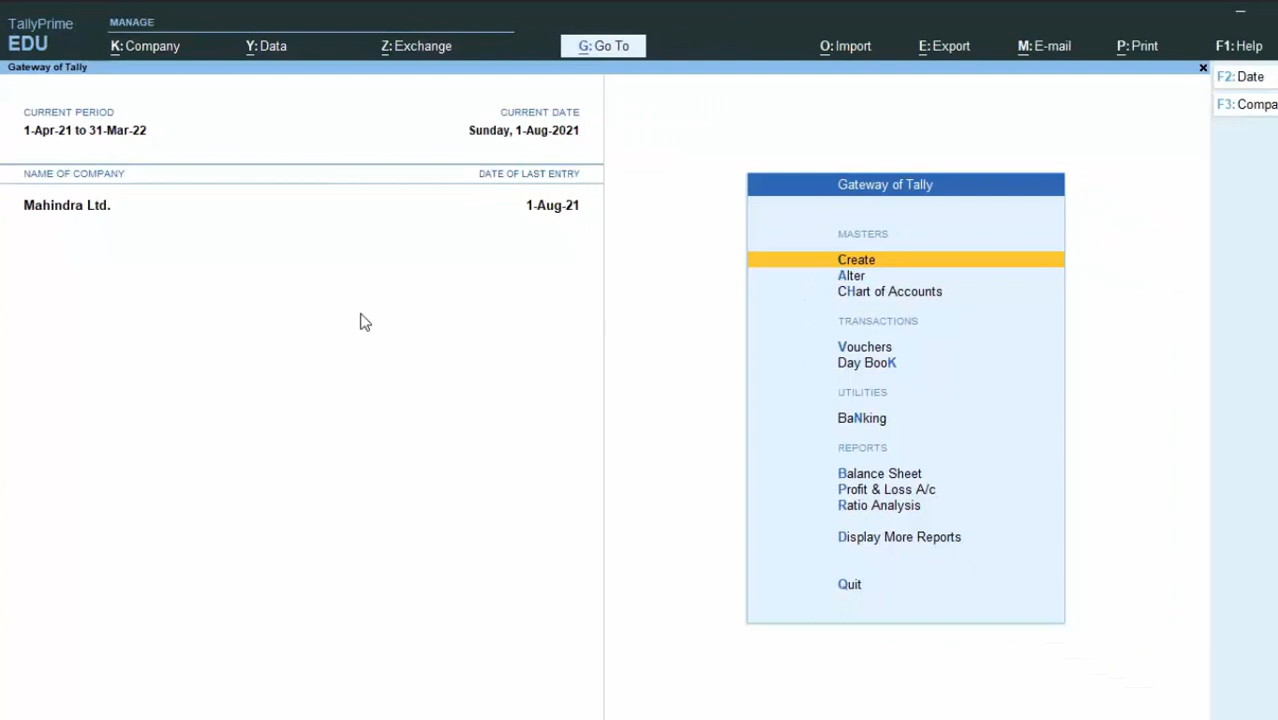 TallyPrime
EDU
MANAGE
K: Company
Y: Data
Z: Exchange
G: Go To
O: Import
E: Export
M: E-mail
P: Print
F1: Help
Gateway of Tally
F2: Date
F3: Compa
CURRENT PERIOD
CURRENT DATE
1-Apr-21 to 31-Mar-22
Sunday, 1-Aug-2021
NAME OF COMPANY
DATE OF LAST ENTRY
Mahindra Ltd.
1-Aug-21
Gateway of Tally
MASTERS
Create
Alter
CHart of Accounts
TRANSACTIONS
Vouchers
Day BooK
UTILITIES
BaNking
REPORTS
Balance Sheet
Profit & Loss A/c
Ratio Analysis
Display More Reports
Quit